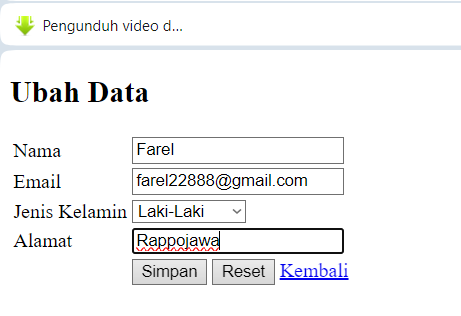 Pengunduh video d...
Ubah Data
Nama Farel
Email farel22888@gmail.com
Jenis Kelamin Laki-Laki
Alamat Rappojawa
Simpan Reset Kembali